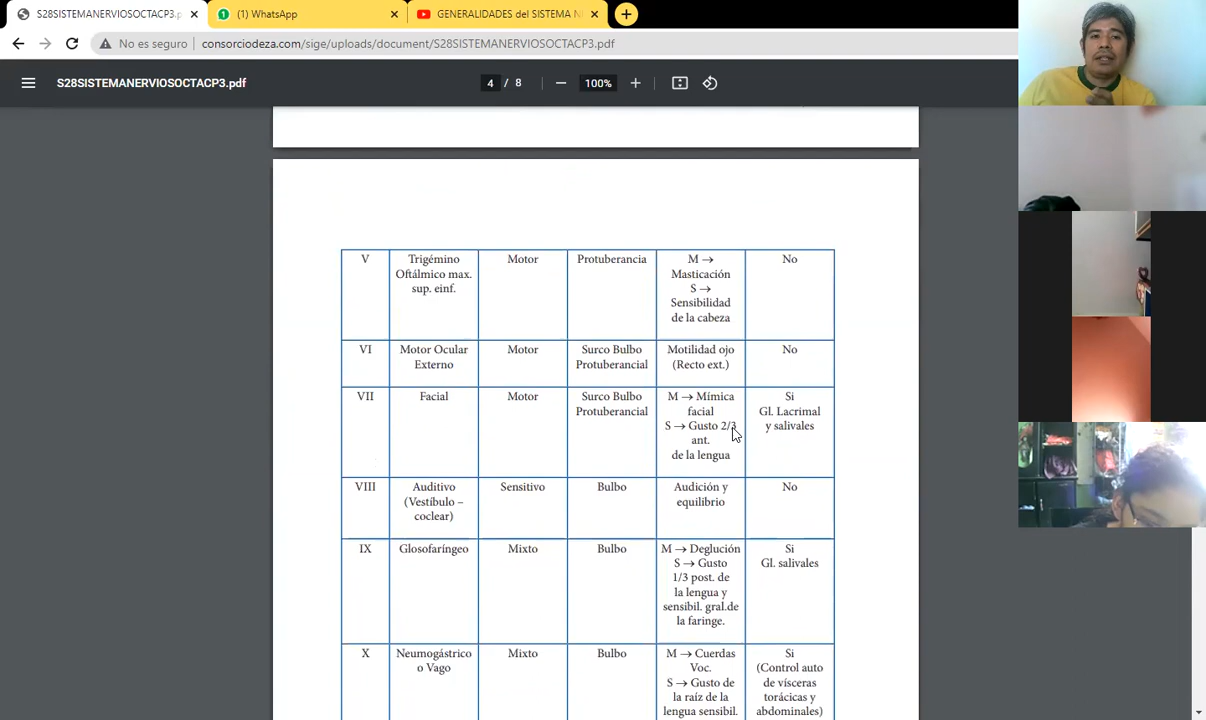 S28SISTEMANERVIOSOCTACP3.p
(1) WhatsApp
GENERALIDADES del SISTEMA N
No es seguro
consorciodeza.com/sige/uploads/document/S28SISTEMANERVIOSOCTACP3.pdf
S28SISTEMANERVIOSOCTACP3.pdf
4 / 8
100%
V
Trigémino
Oftálmico max.
sup. einf.
Motor
Protuberancia
M →
Masticación
S →
Sensibilidad
de la cabeza
No
VI
Motor Ocular
Externo
Motor
Surco Bulbo
Protuberancial
Motilidad ojo
(Recto ext.)
No
VII
Facial
Motor
Surco Bulbo
Protuberancial
M → Mímica
facial
S → Gusto 2/3
ant.
de la lengua
Si
Gl. Lacrimal
y salivales
VIII
Auditivo
(Vestíbulo –
coclear)
Sensitivo
Bulbo
Audición y
equilibrio
No
IX
Glosofaríngeo
Mixto
Bulbo
M → Deglución
S → Gusto
1/3 post. de
la lengua y
sensibil. gral.de
la faringe.
Si
Gl. salivales
X
Neumogástrico
o Vago
Mixto
Bulbo
M → Cuerdas
Voc.
S → Gusto de
la raíz de la
lengua sensibil.
Si
(Control auto
de vísceras
torácicas y
abdominales)